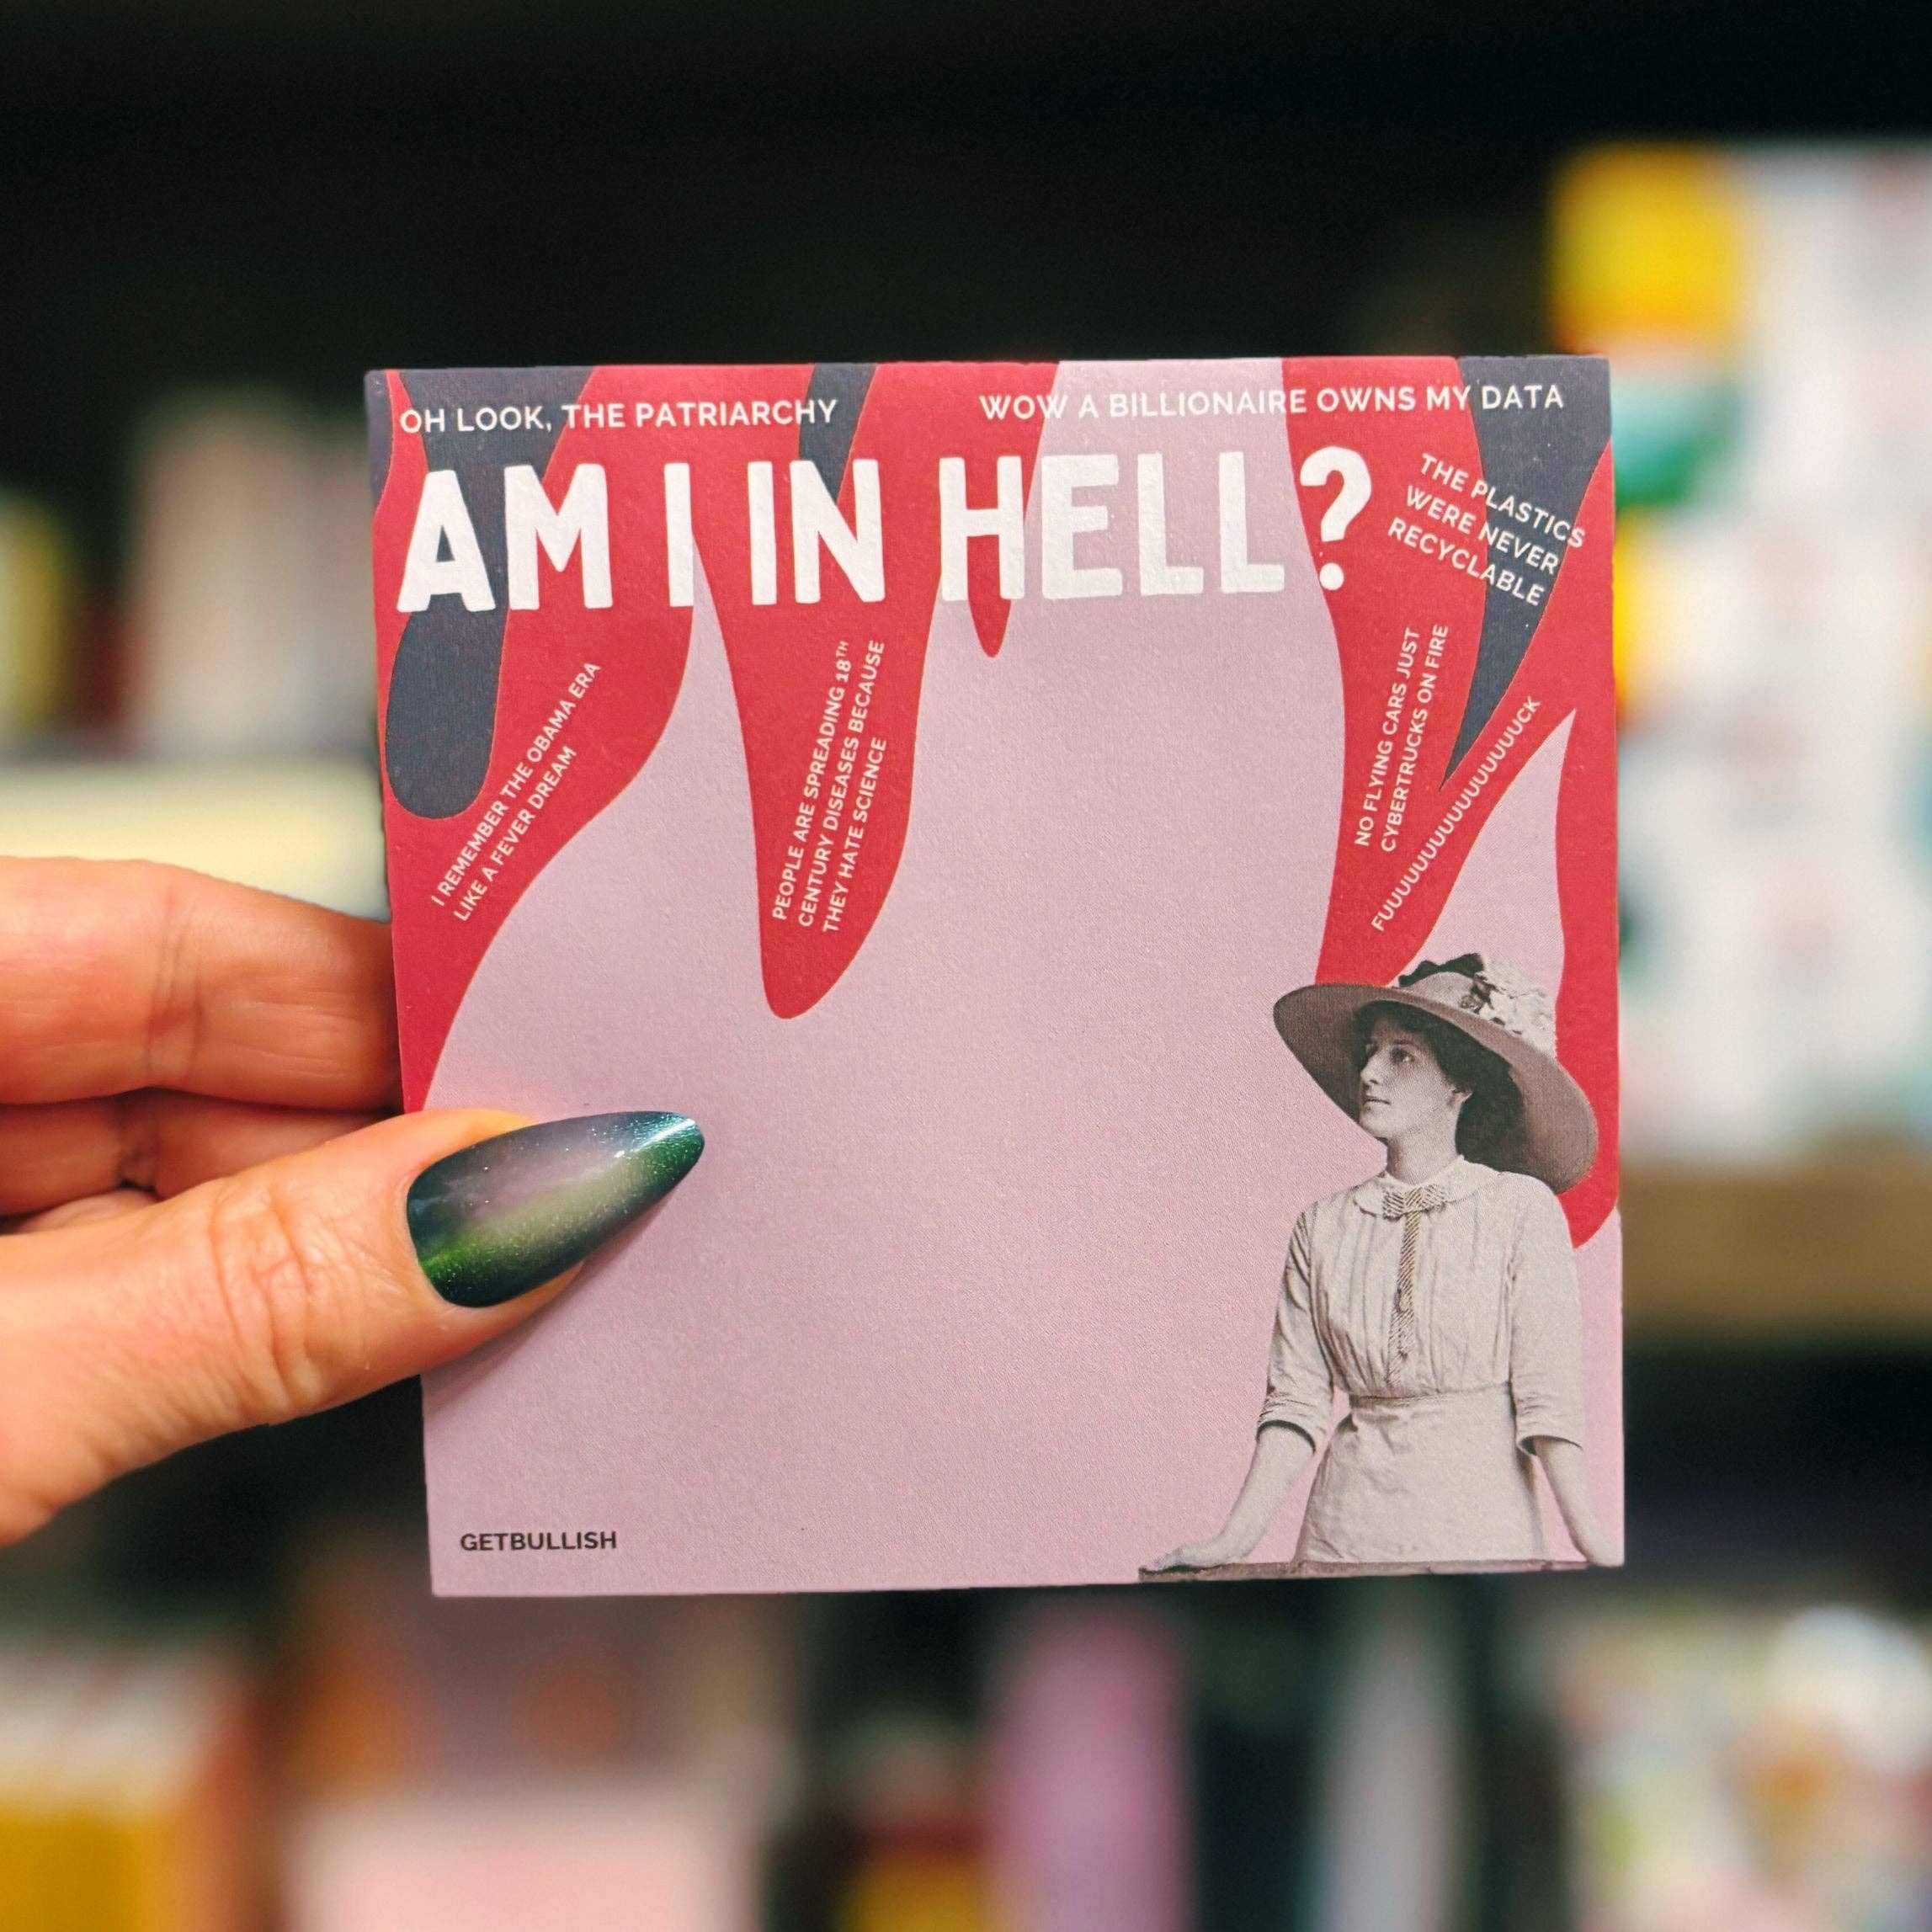 OH LOOK, THE PATRIARCHY
WOW A BILLIONAIRE OWNS MY DATA
AM I IN HELL?
THE PLASTICS
WERE NEVER
RECYCLABLE
I REMEMBER THE OBAMA ERA
LIKE A FEVER DREAM
PEOPLE ARE SPREADING 18TH
CENTURY DISEASES BECAUSE
THEY HATE SCIENCE
NO FLYING CARS JUST
CYBERTRUCKS ON FIRE
FUUUUUUUUUUUUUUUUUUUCK
GETBULLISH